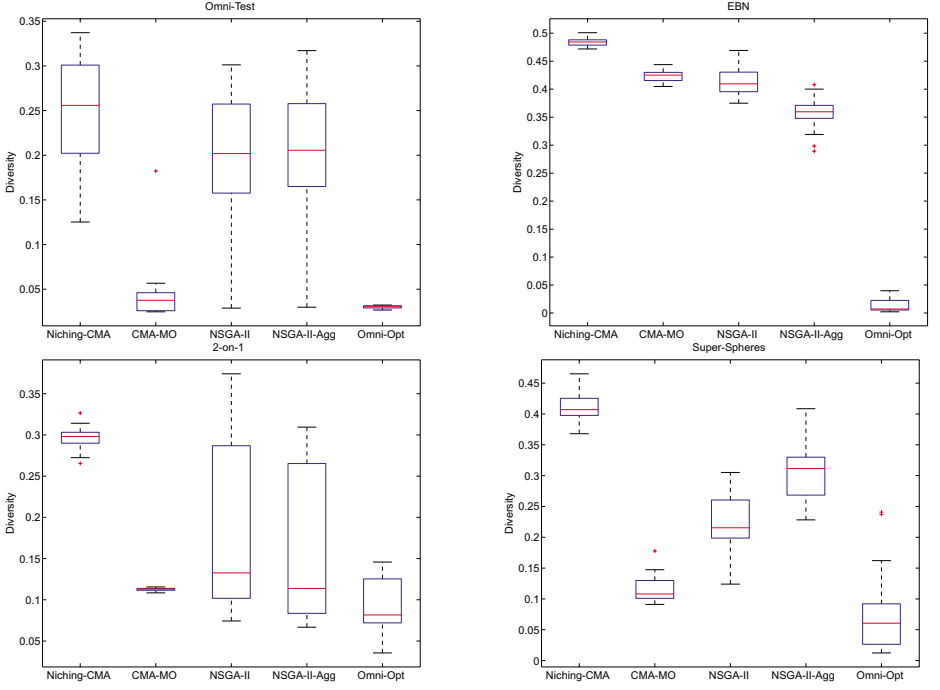 Omni-Test
Diversity
0.35
0.3
0.25
0.2
0.15
0.1
0.05
Niching-CMA CMA-MO NSGA-II NSGA-II-Agg Omni-Opt
EBN
Diversity
0.5
0.45
0.4
0.35
0.3
0.25
0.2
0.15
0.1
0.05
0
Niching-CMA CMA-MO NSGA-II NSGA-II-Agg Omni-Opt
2-on-1
Diversity
0.35
0.3
0.25
0.2
0.15
0.1
0.05
Niching-CMA CMA-MO NSGA-II NSGA-II-Agg Omni-Opt
Super-Spheres
Diversity
0.45
0.4
0.35
0.3
0.25
0.2
0.15
0.1
0.05
0
Niching-CMA CMA-MO NSGA-II NSGA-II-Agg Omni-Opt